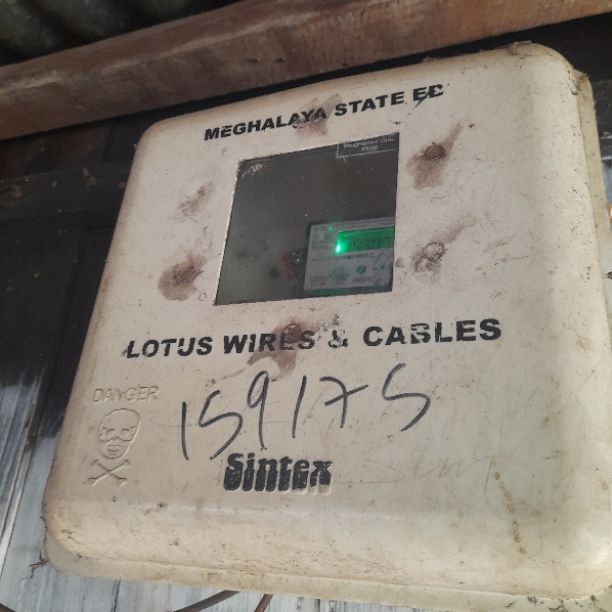 MEGHALAYA STATE EB
LOTUS WIRES & CABLES
DANGER
159175
Sintex